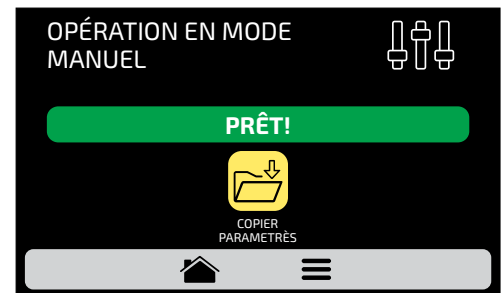 OPÉRATION EN MODE
MANUEL
PRÊT!
COPIER
PARAMETRÈS